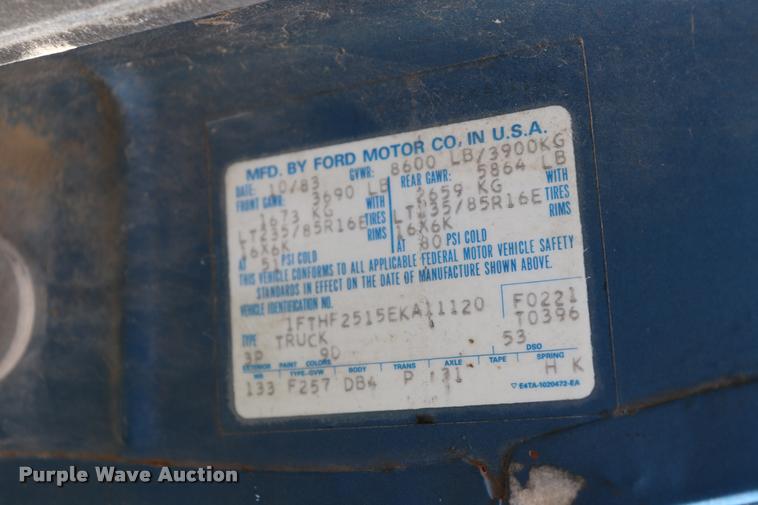 MFD. BY FORD MOTOR CO. IN U.S.A.
DATE: 10/83 GVWR: 8600 LB/3900KG
FRONT GAWR: 3690 LB REAR GAWR: 5864 LB
1673 KG WITH 2659 KG WITH
LT235/85R16E TIRES LT235/85R16E TIRES
16X6K RIMS 16X6K RIMS
AT 51 PSI COLD AT 80 PSI COLD
THIS VEHICLE CONFORMS TO ALL APPLICABLE FEDERAL MOTOR VEHICLE SAFETY
STANDARDS IN EFFECT ON THE DATE OF MANUFACTURE SHOWN ABOVE.
VEHICLE IDENTIFICATION NUMBER
1FTHF2515EKA11120 F0221
TYPE TRUCK T0396
3P 9D 53
EXTERIOR PAINT COLORS DSO
WB TYPE-GVW BODY TRANS AXLE TAPE SPRING
133 F257 DB4 P 31 H K
▽ E4TA-1020472-EA
Purple Wave Auction